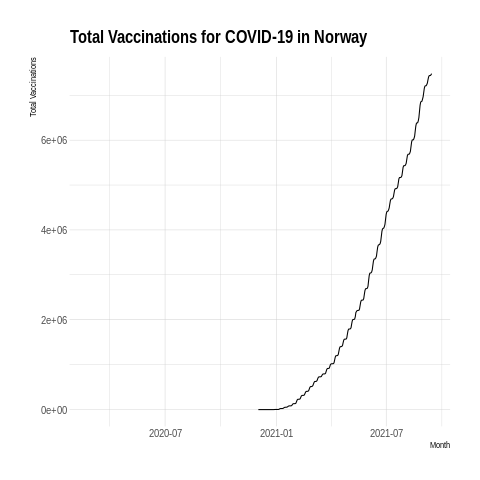 Total Vaccinations for COVID-19 in Norway
Total Vaccinations
6e+06
4e+06
2e+06
0e+00
2020-07 2021-01 2021-07
Month